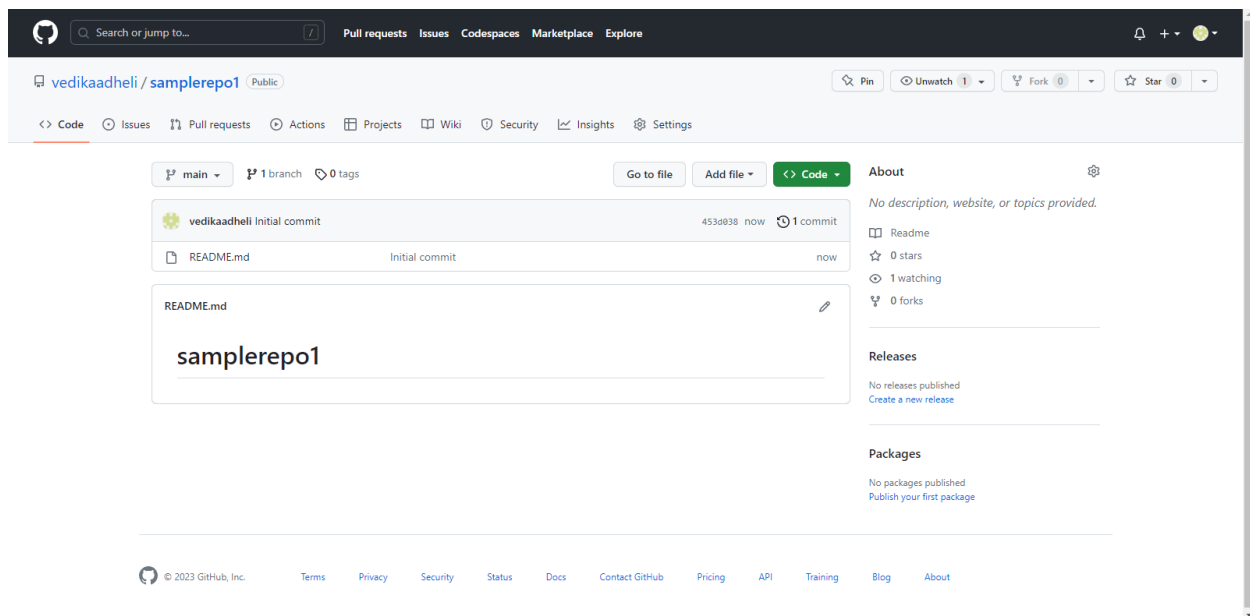 Search or jump to... /
Pull requests Issues Codespaces Marketplace Explore
vedikaadheli / samplerepo1 Public
Pin Unwatch 1 Fork 0 Star 0
Code Issues Pull requests Actions Projects Wiki Security Insights Settings
main 1 branch 0 tags Go to file Add file Code
vedikaadheli Initial commit 453d038 now 1 commit
README.md Initial commit now
README.md
samplerepo1
About
No description, website, or topics provided.
Readme
0 stars
1 watching
0 forks
Releases
No releases published
Create a new release
Packages
No packages published
Publish your first package
© 2023 GitHub, Inc. Terms Privacy Security Status Docs Contact GitHub Pricing API Training Blog About